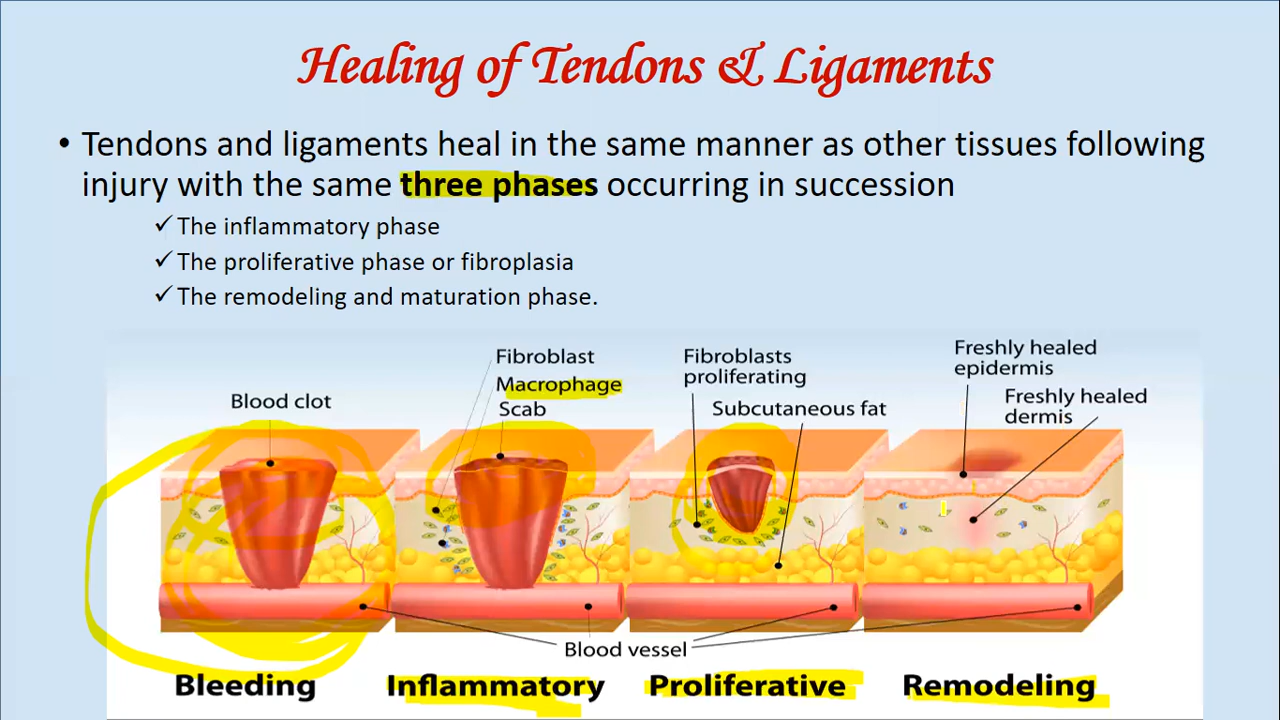 Healing of Tendons & Ligaments
• Tendons and ligaments heal in the same manner as other tissues following
injury with the same three phases occurring in succession
✓ The inflammatory phase
✓ The proliferative phase or fibroplasia
✓ The remodeling and maturation phase.
Blood clot
Fibroblast
Macrophage
Scab
Fibroblasts
proliferating
Subcutaneous fat
Freshly healed
epidermis
Freshly healed
dermis
Blood vessel
Bleeding
Inflammatory
Proliferative
Remodeling